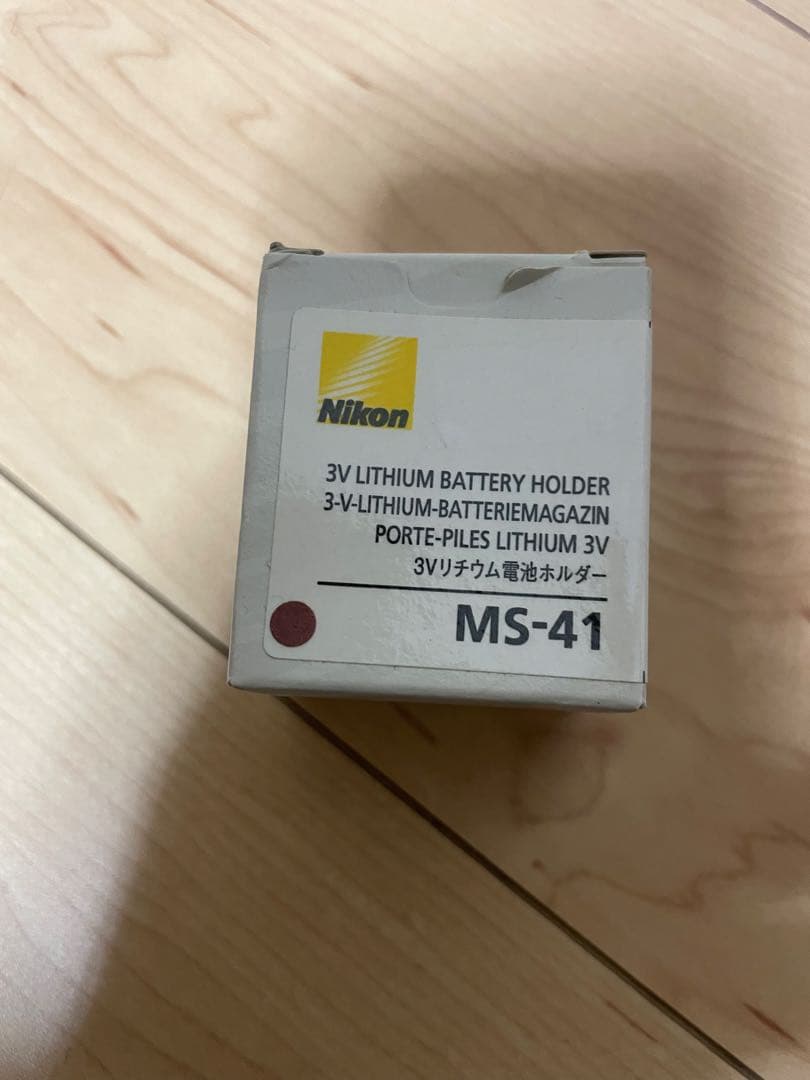 Nikon
3V LITHIUM BATTERY HOLDER
3-V-LITHIUM-BATTERIEMAGAZIN
PORTE-PILES LITHIUM 3V
3Vリチウム電池ホルダー
MS-41